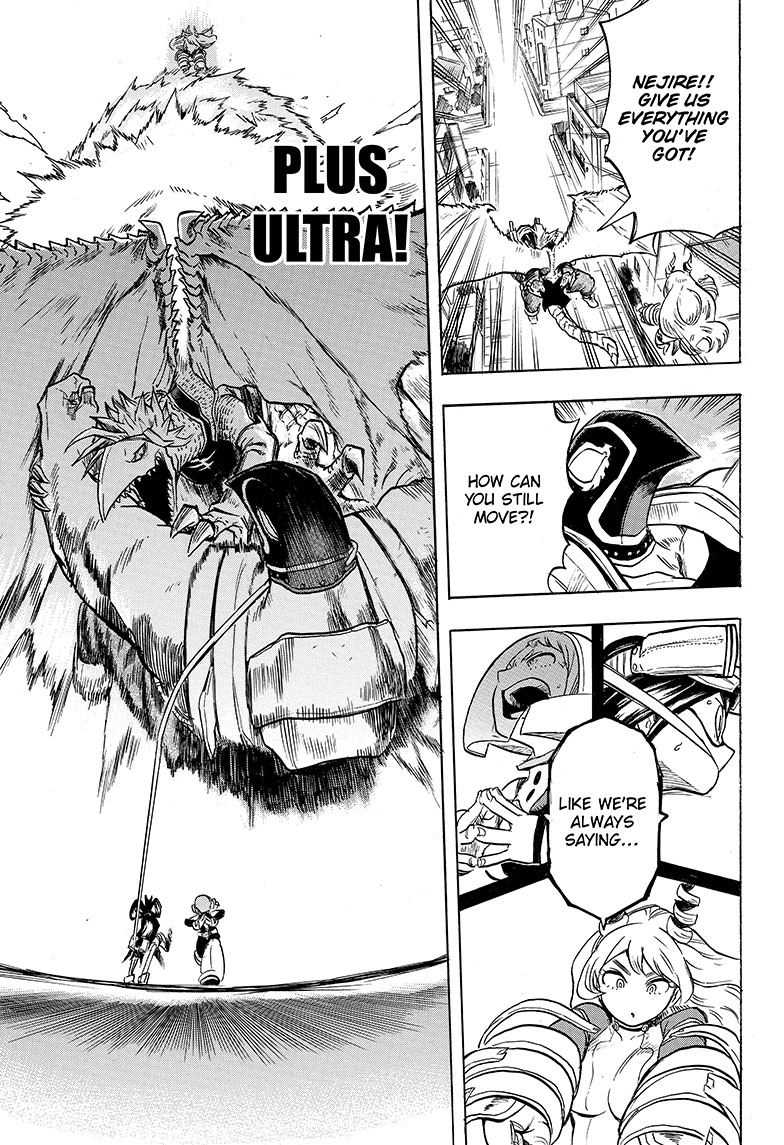 NEJIRE!!
GIVE US
EVERYTHING
YOU'VE
GOT!
HOW CAN
YOU STILL
MOVE?!
LIKE WE'RE
ALWAYS
SAYING...
PLUS
ULTRA!